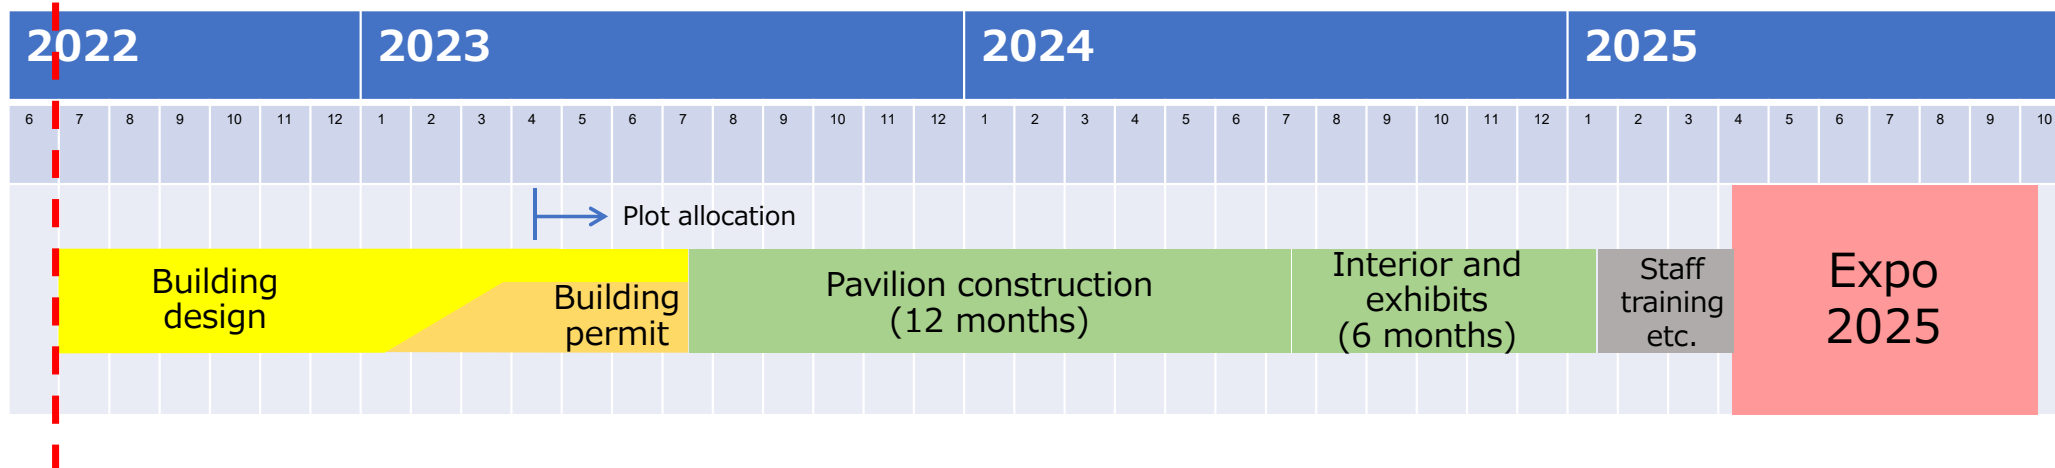 2022 2023 2024 2025
6 7 8 9 10 11 12 1 2 3 4 5 6 7 8 9 10 11 12 1 2 3 4 5 6 7 8 9 10 11 12 1 2 3 4 5 6 7 8 9 10
Plot allocation
Building
design
Building
permit
Pavilion construction
(12 months)
Interior and
exhibits
(6 months)
Staff
training
etc.
Expo
2025